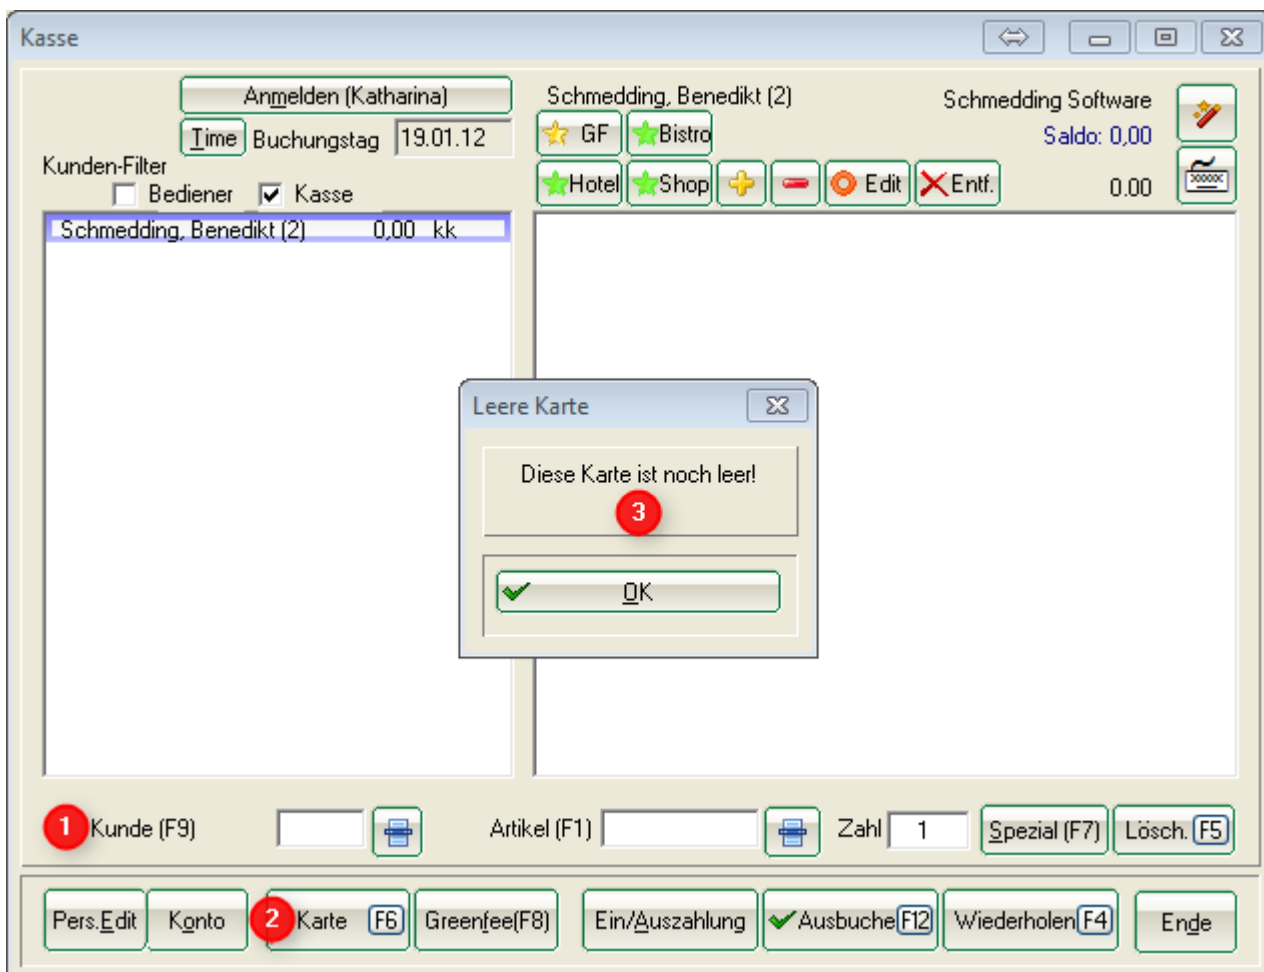 Kasse
Anmelden (Katharina)
Schmedding, Benedikt (2)
Schmedding Software
Time Buchungstag 19.01.12
GF Bistro
Saldo: 0,00
Kunden-Filter
Bediener Kasse
Hotel Shop Edit Entf.
0.00
Schmedding, Benedikt (2) 0,00 kk
Leere Karte
Diese Karte ist noch leer!
3
OK
1 Kunde (F9) Artikel (F1) Zahl 1 Spezial (F7) Lösch. F5
Pers.Edit Konto 2 Karte F6 Greenfee(F8) Ein/Auszahlung Ausbuche F12 Wiederholen F4 Ende